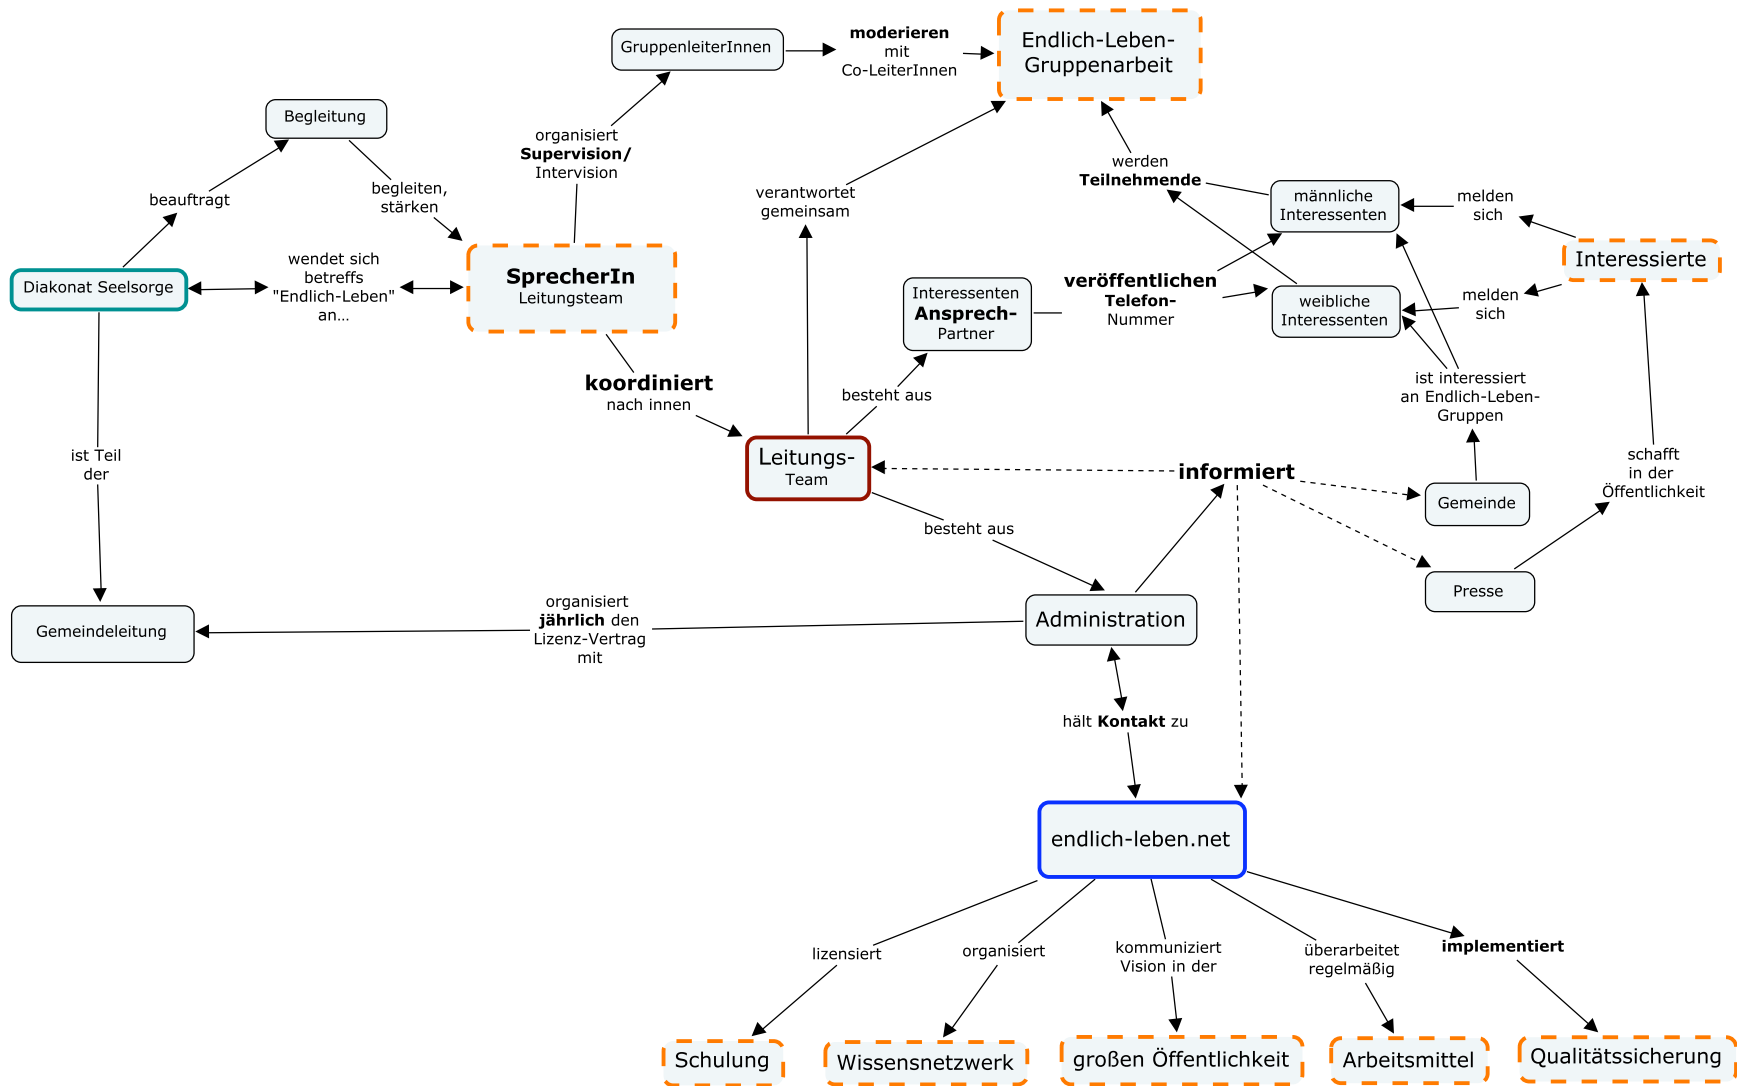 GruppenleiterInnen
moderieren
mit
Co-LeiterInnen
Endlich-Leben-
Gruppenarbeit
Begleitung
organisiert
Supervision/
Intervision
beauftragt
begleiten,
stärken
verantwortet
gemeinsam
werden
Teilnehmende
männliche
Interessenten
melden
sich
Interessierte
Diakonat Seelsorge
wendet sich
betreffs
"Endlich-Leben"
an...
SprecherIn
Leitungsteam
Interessenten
Ansprech-
Partner
veröffentlichen
Telefon-
Nummer
weibliche
Interessenten
melden
sich
koordiniert
nach innen
besteht aus
ist interessiert
an Endlich-Leben-
Gruppen
ist Teil
der
Leitungs-
Team
informiert
schafft
in der
Öffentlichkeit
Gemeinde
besteht aus
Presse
Gemeindeleitung
organisiert
jährlich den
Lizenz-Vertrag
mit
Administration
hält Kontakt zu
endlich-leben.net
lizensiert
organisiert
kommuniziert
Vision in der
überarbeitet
regelmäßig
implementiert
Schulung
Wissensnetzwerk
großen Öffentlichkeit
Arbeitsmittel
Qualitätssicherung